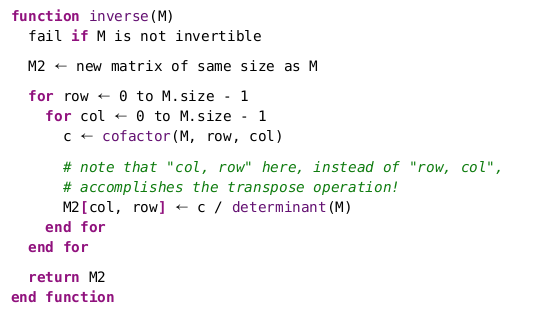 function inverse(M)
  fail if M is not invertible
  M2 ← new matrix of same size as M
  for row ← 0 to M.size - 1
    for col ← 0 to M.size - 1
      c ← cofactor(M, row, col)
      # note that "col, row" here, instead of "row, col",
      # accomplishes the transpose operation!
      M2[col, row] ← c / determinant(M)
    end for
  end for
  return M2
end function